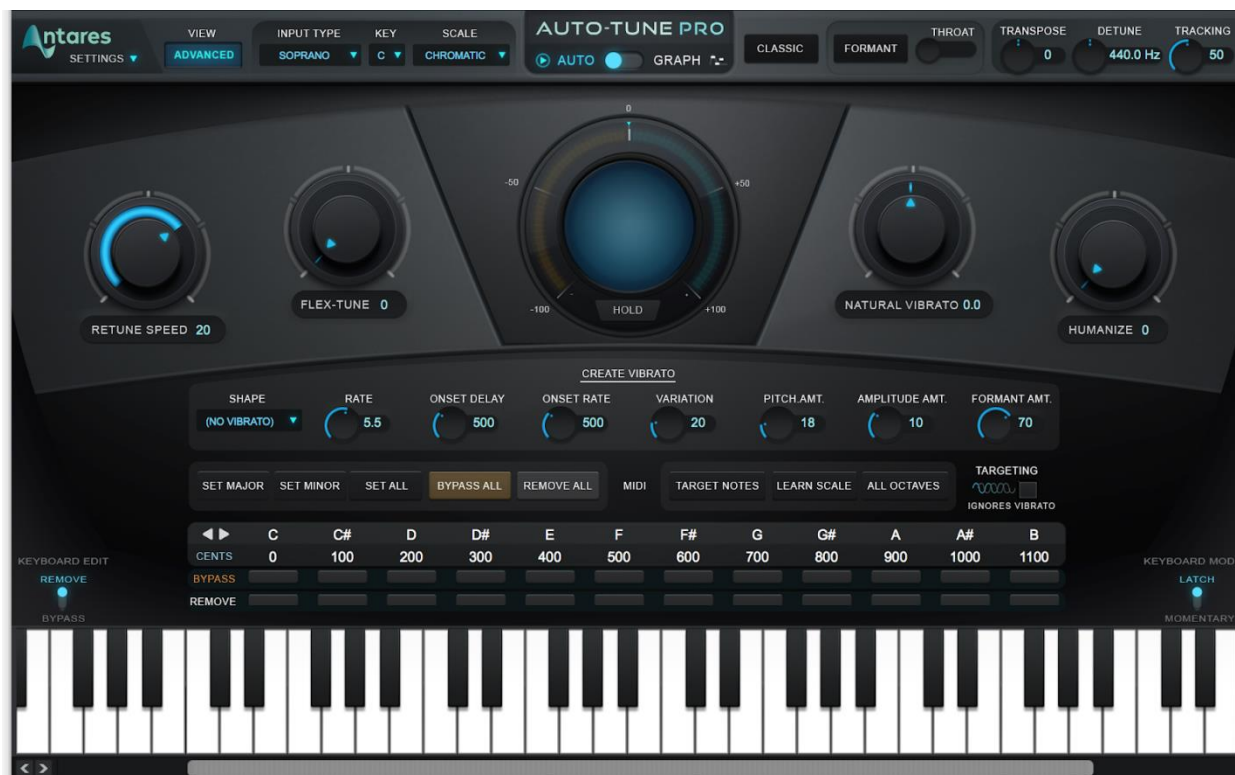 Antares
SETTINGS
VIEW
ADVANCED
INPUT TYPE KEY SCALE
SOPRANO C CHROMATIC
AUTO-TUNE PRO
AUTO GRAPH
CLASSIC
FORMANT
THROAT
TRANSPOSE DETUNE TRACKING
0 440.0 Hz 50
0
-50 +50
-100 HOLD +100
RETUNE SPEED 20
FLEX-TUNE 0
NATURAL VIBRATO 0.0
HUMANIZE 0
CREATE VIBRATO
SHAPE RATE ONSET DELAY ONSET RATE VARIATION PITCH AMT. AMPLITUDE AMT. FORMANT AMT.
(NO VIBRATO) 5.5 500 500 20 18 10 70
SET MAJOR SET MINOR SET ALL BYPASS ALL REMOVE ALL MIDI TARGET NOTES LEARN SCALE ALL OCTAVES
TARGETING
IGNORES VIBRATO
C C# D D# E F F# G G# A A# B
CENTS 0 100 200 300 400 500 600 700 800 900 1000 1100
BYPASS
REMOVE
KEYBOARD EDIT
REMOVE
BYPASS
KEYBOARD MOD
LATCH
MOMENTARY